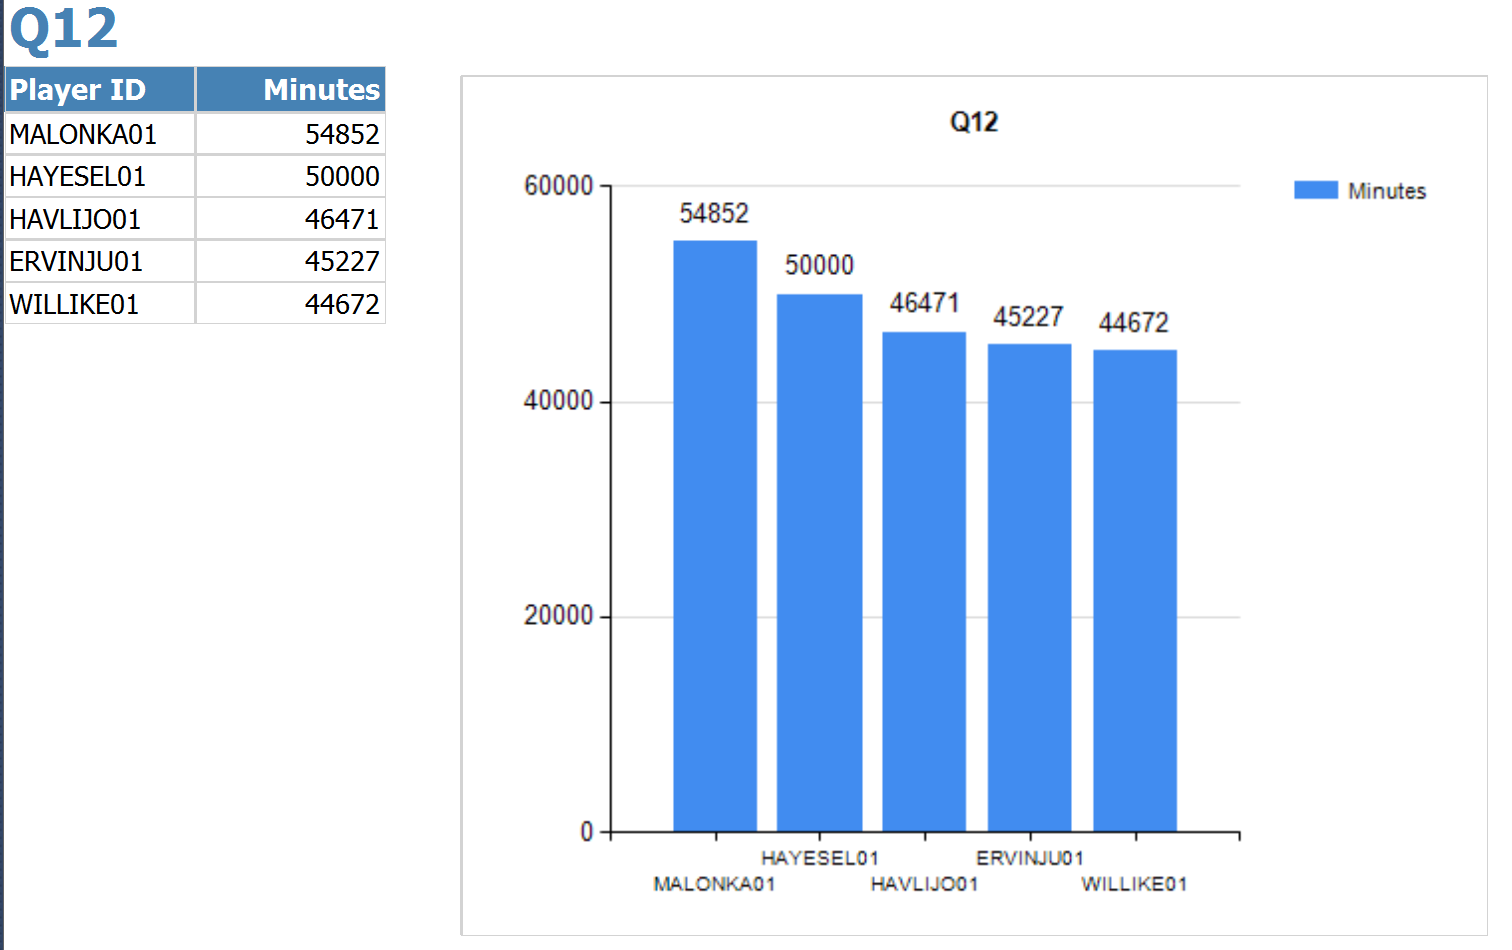 Q12
Player ID Minutes
MALONKA01 54852
HAYESEL01 50000
HAVLIJO01 46471
ERVINJU01 45227
WILLIKE01 44672
Q12
Minutes
60000
40000
20000
0
54852
50000
46471
45227
44672
HAYESEL01 ERVINJU01
MALONKA01 HAVLIJO01 WILLIKE01